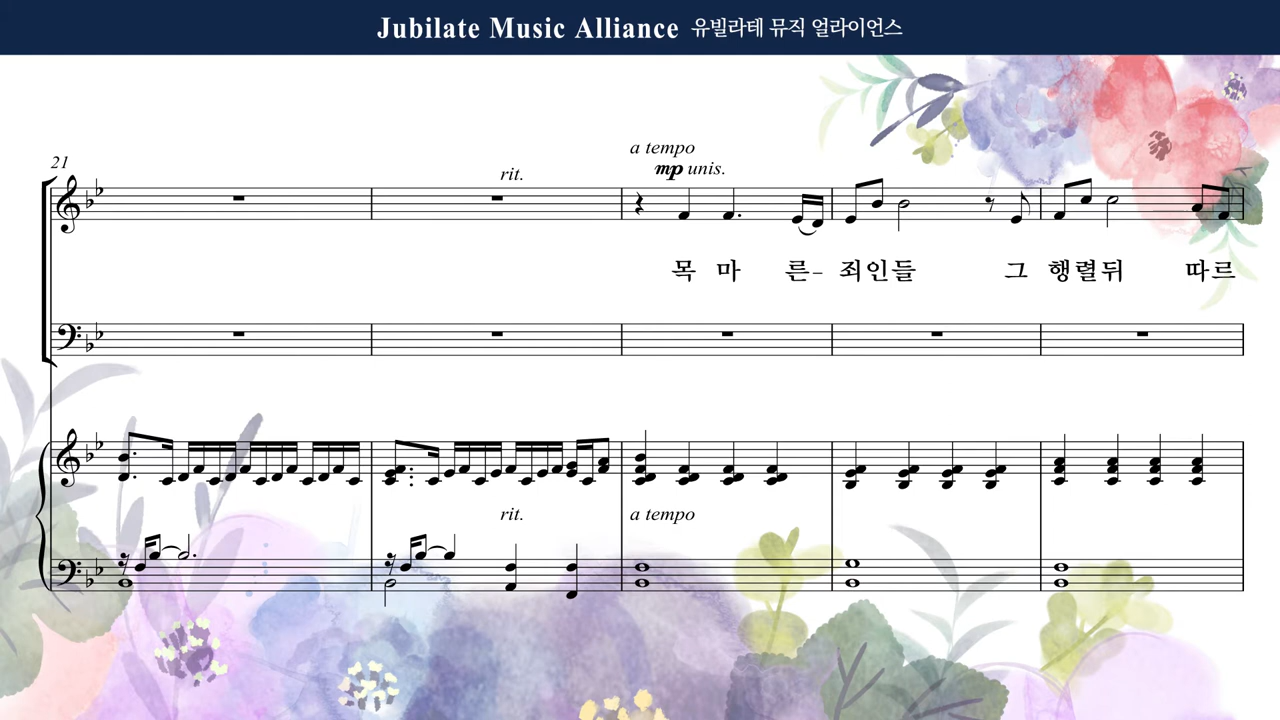 Jubilate Music Alliance 유빌라테 뮤직 얼라이언스
21
rit.
a tempo
mp unis.
목 마 른- 죄인들 그 행렬뒤 따르
rit.
a tempo